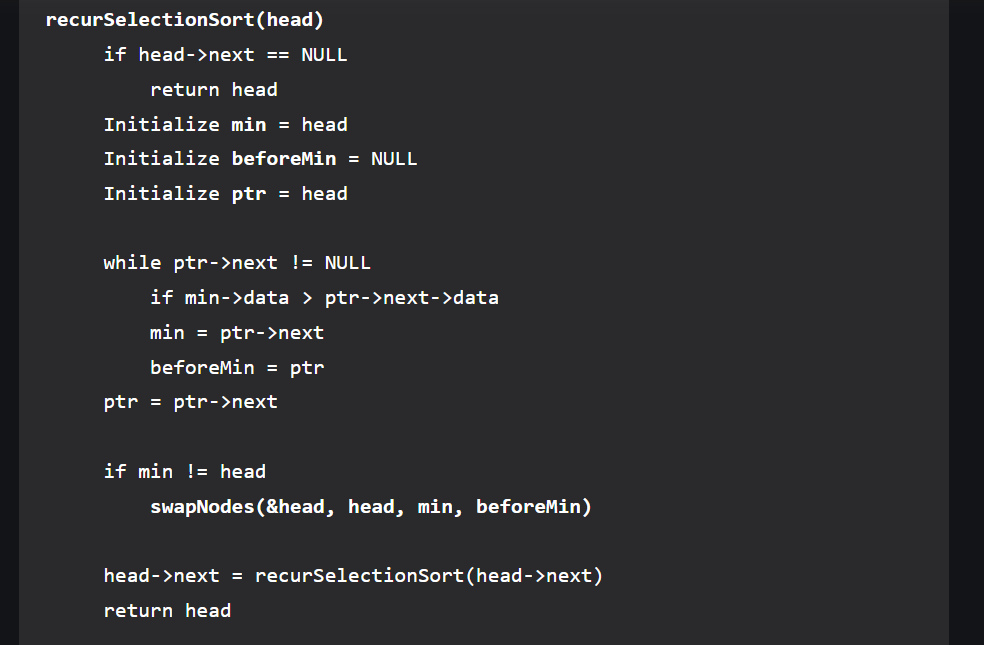 recurSelectionSort(head)
if head->next == NULL
return head
Initialize min = head
Initialize beforeMin = NULL
Initialize ptr = head
while ptr->next != NULL
if min->data > ptr->next->data
min = ptr->next
beforeMin = ptr
ptr = ptr->next
if min != head
swapNodes(&head, head, min, beforeMin)
head->next = recurSelectionSort(head->next)
return head